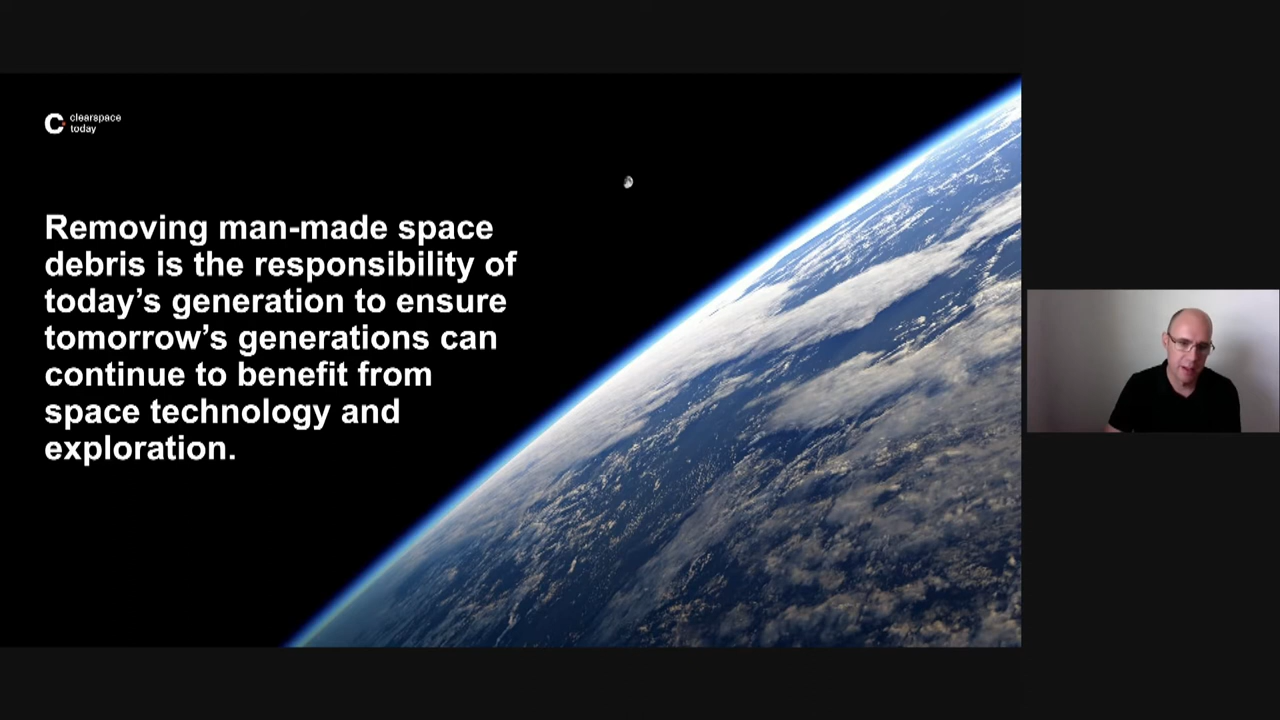 clearspace
today
Removing man-made space
debris is the responsibility of
today’s generation to ensure
tomorrow’s generations can
continue to benefit from
space technology and
exploration.